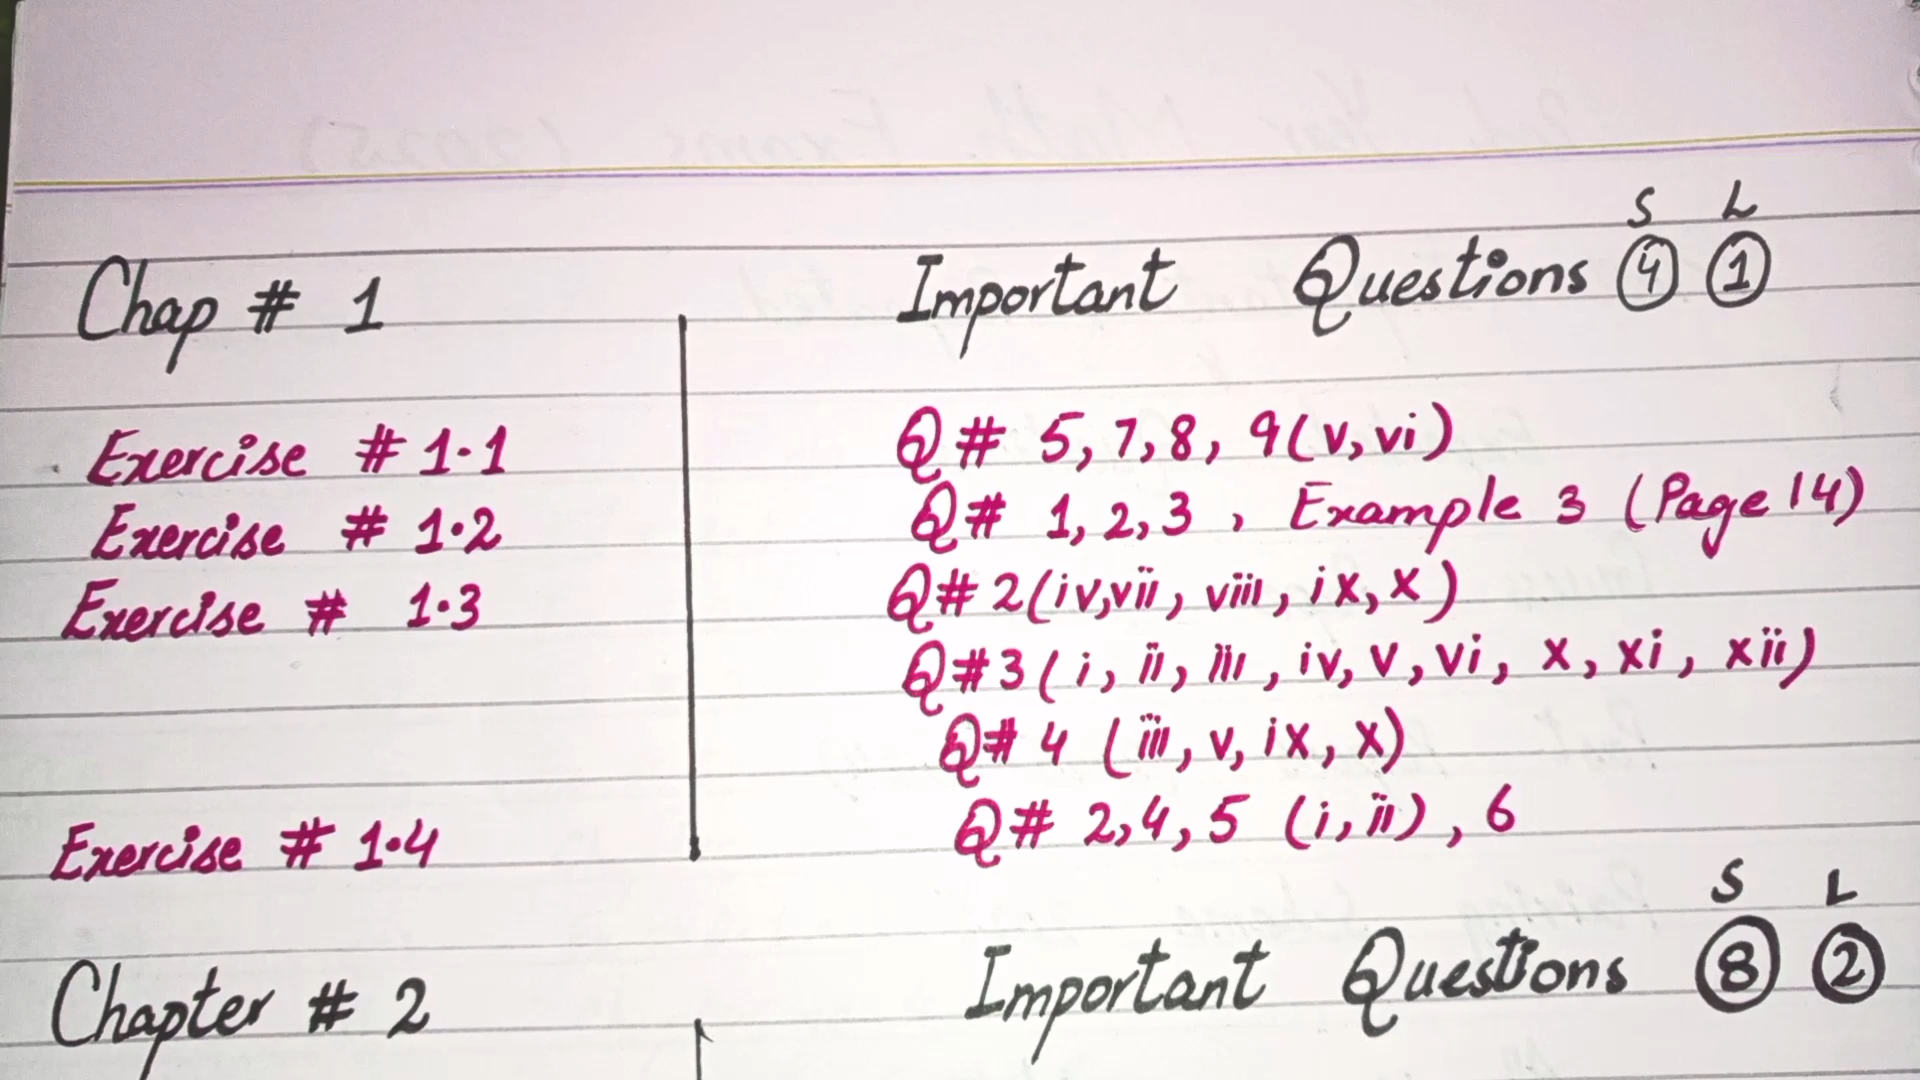 S L
Chap # 1 Important Questions 4 1
Exercise # 1.1 Q# 5, 7, 8, 9(v, vi)
Exercise # 1.2 Q# 1, 2, 3, Example 3 (Page 14)
Exercise # 1.3 Q# 2(iv, vii, viii, ix, x)
Q#3(i, ii, iii, iv, v, vi, x, xi, xii)
Q# 4 (iii, v, ix, x)
Exercise # 1.4 Q# 2, 4, 5 (i, ii), 6
S L
Chapter # 2 Important Questions 8 2